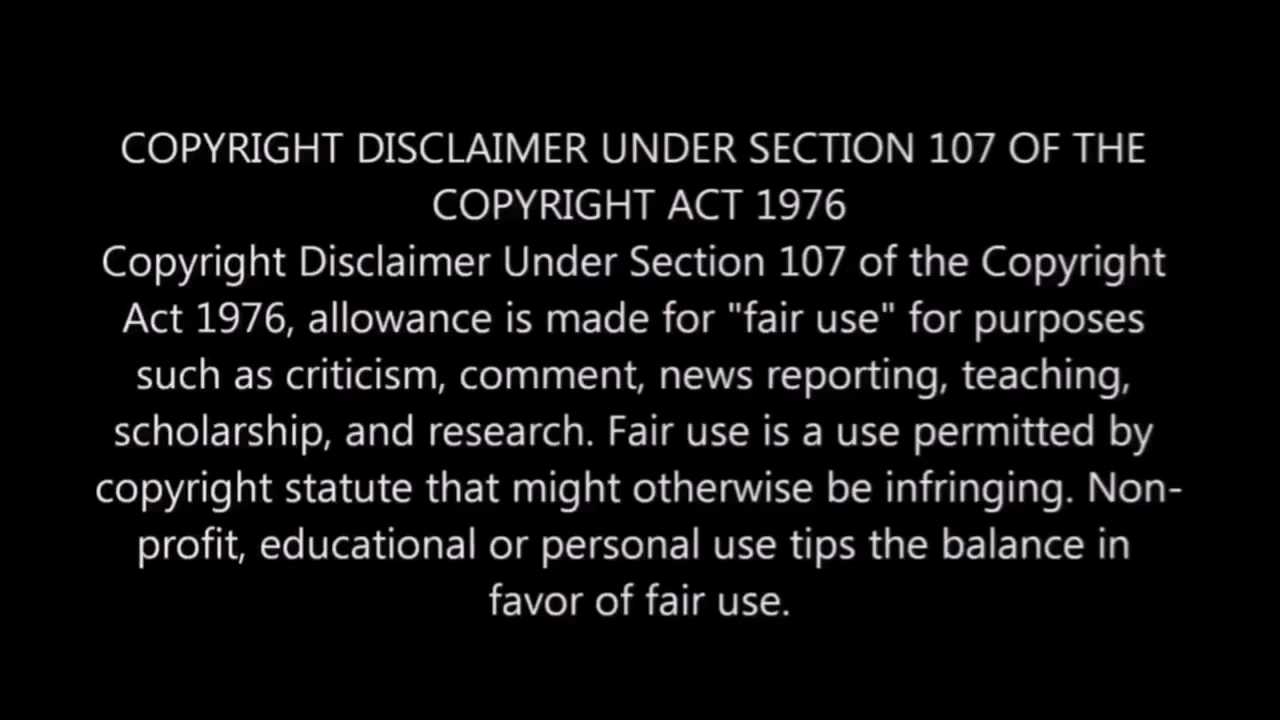 COPYRIGHT DISCLAIMER UNDER SECTION 107 OF THE
COPYRIGHT ACT 1976
Copyright Disclaimer Under Section 107 of the Copyright
Act 1976, allowance is made for "fair use" for purposes
such as criticism, comment, news reporting, teaching,
scholarship, and research. Fair use is a use permitted by
copyright statute that might otherwise be infringing. Non-
profit, educational or personal use tips the balance in
favor of fair use.